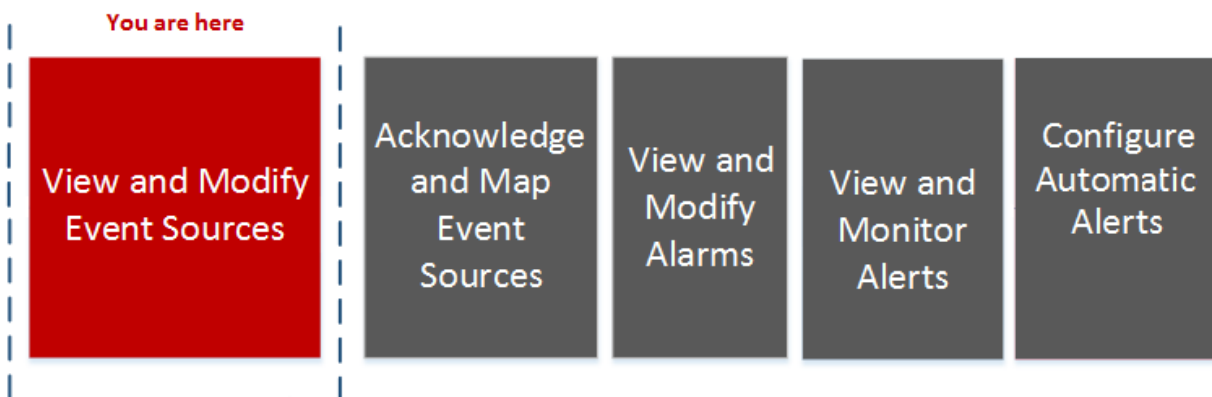 You are here
View and Modify
Event Sources
Acknowledge
and Map
Event
Sources
View and
Modify
Alarms
View and
Monitor
Alerts
Configure
Automatic
Alerts